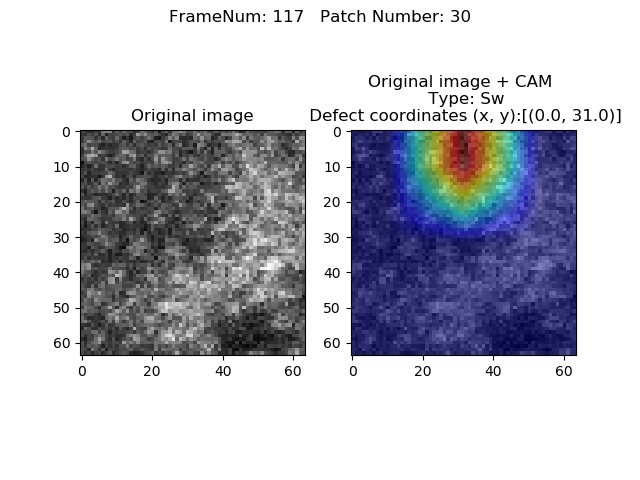 FrameNum: 117   Patch Number: 30
Original image
Original image + CAM
Type: Sw
Defect coordinates (x, y):[(0.0, 31.0)]
0
10
20
30
40
50
60
0 20 40 60
0
10
20
30
40
50
60
0 20 40 60